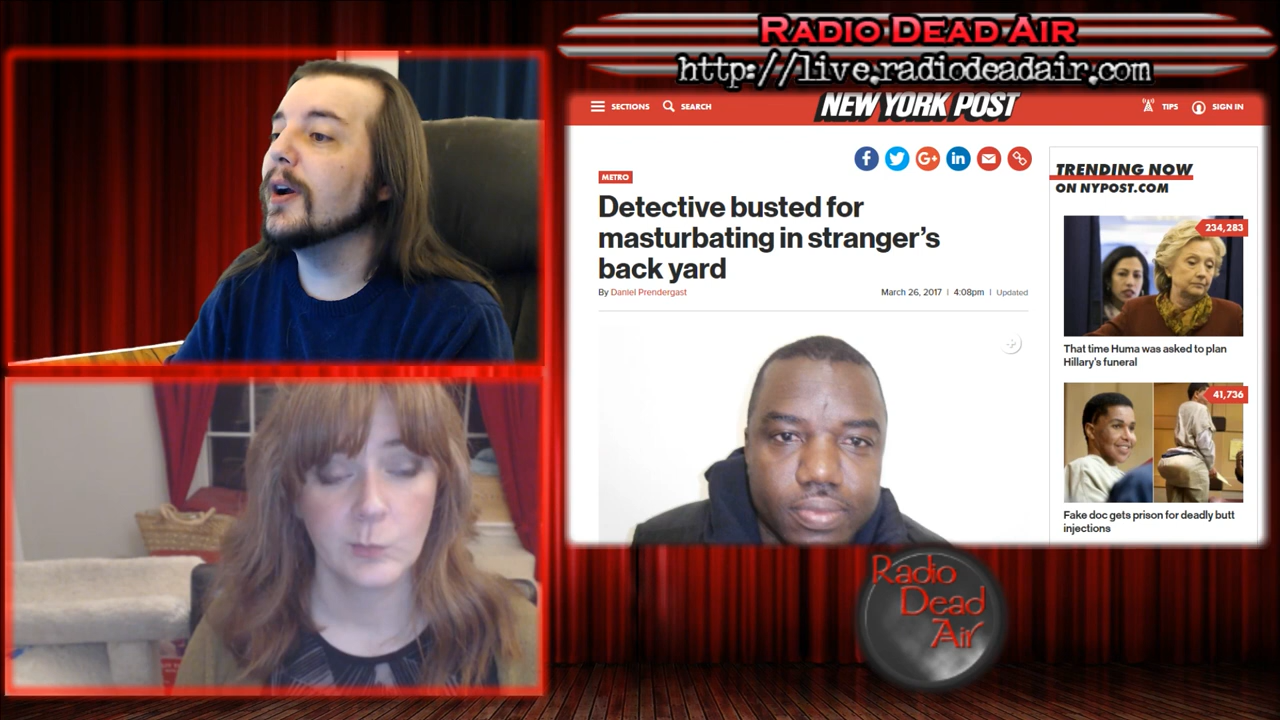 RADIO DEAD AIR
http://live.radiodeadair.com
SECTIONS
SEARCH
NEW YORK POST
TIPS
SIGN IN
METRO
Detective busted for
masturbating in stranger's
back yard
By Daniel Prendergast
March 26, 2017 | 4:08pm | Updated
TRENDING NOW
ON NYPOST.COM
234,283
That time Huma was asked to plan
Hillary's funeral
41,736
Fake doc gets prison for deadly butt
injections
Radio
Dead
Air